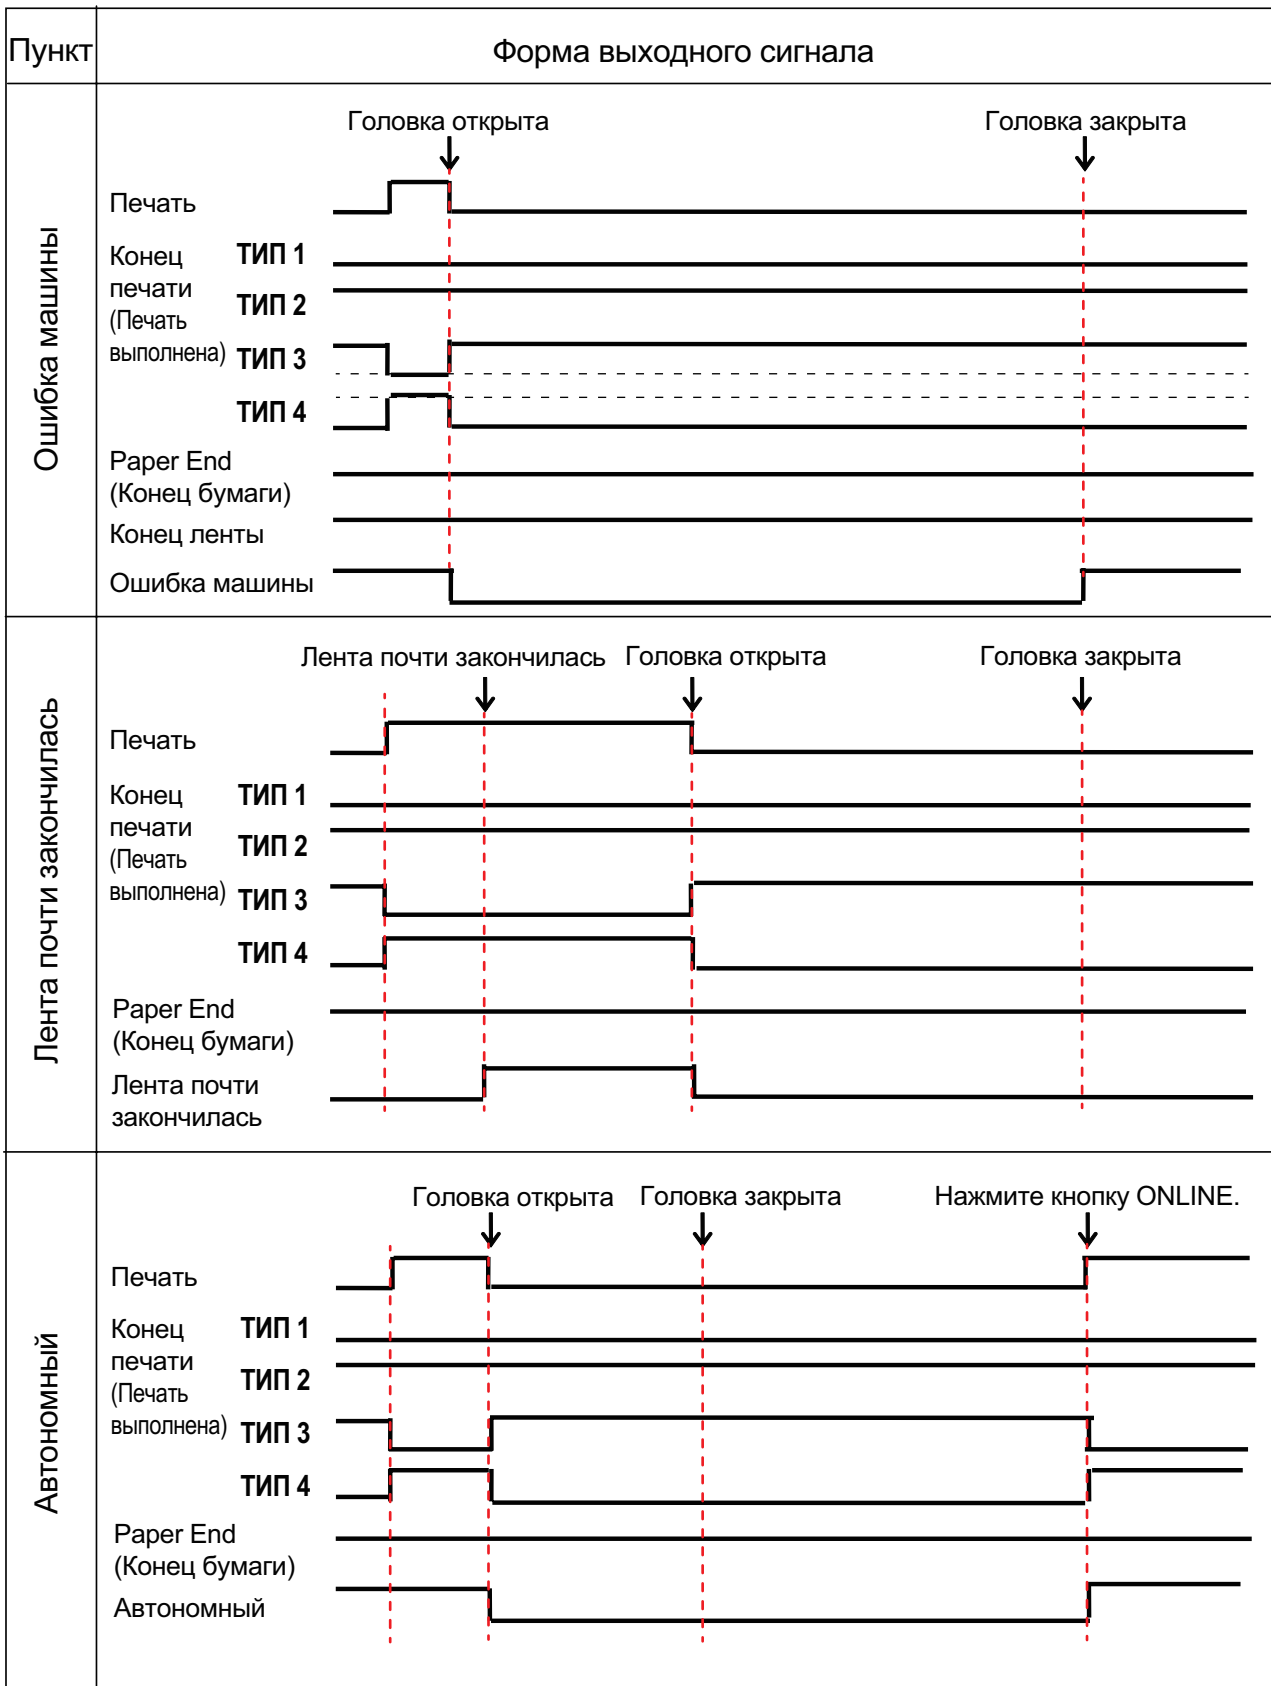 Пункт
Форма выходного сигнала
Ошибка машины
Головка открыта
Головка закрыта
Печать
Конец
печати
(Печать
выполнена)
ТИП 1
ТИП 2
ТИП 3
ТИП 4
Paper End
(Конец бумаги)
Конец ленты
Ошибка машины
Лента почти закончилась
Лента почти закончилась
Головка открыта
Головка закрыта
Печать
Конец
печати
(Печать
выполнена)
ТИП 1
ТИП 2
ТИП 3
ТИП 4
Paper End
(Конец бумаги)
Лента почти
закончилась
Автономный
Головка открыта
Головка закрыта
Нажмите кнопку ONLINE.
Печать
Конец
печати
(Печать
выполнена)
ТИП 1
ТИП 2
ТИП 3
ТИП 4
Paper End
(Конец бумаги)
Автономный